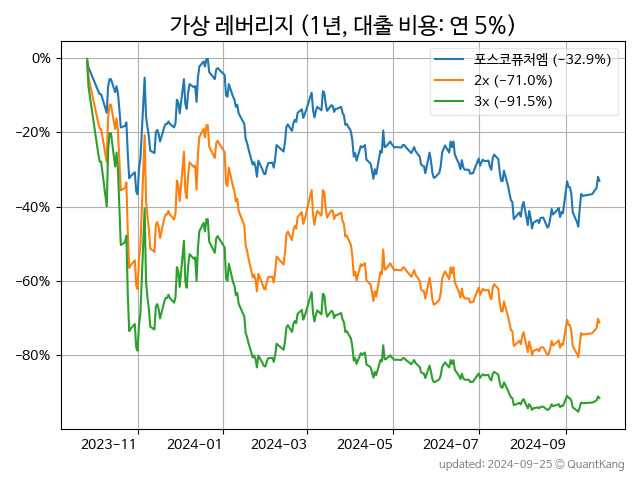 가상 레버리지 (1년, 대출 비용: 연 5%)
포스코퓨처엠 (−32.9%)
2x (−71.0%)
3x (−91.5%)
0%
−20%
−40%
−60%
−80%
2023-11 2024-01 2024-03 2024-05 2024-07 2024-09
updated: 2024-09-25 © QuantKang